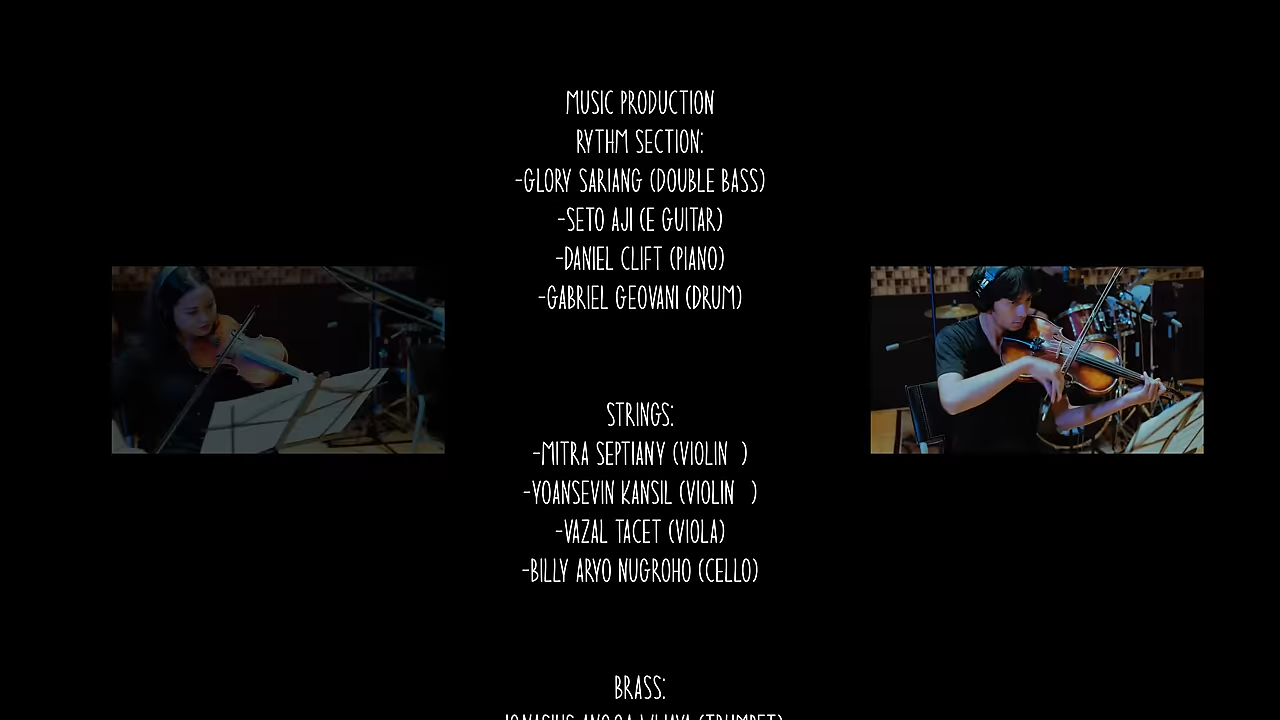 MUSIC PRODUCTION
RYTHM SECTION:
-GLORY SARIANG (DOUBLE BASS)
-SETO AJI (E GUITAR)
-DANIEL CLIFT (PIANO)
-GABRIEL GEOVANI (DRUM)
STRINGS:
-MITRA SEPTIANY (VIOLIN )
-YOANSEVIN KANSIL (VIOLIN )
-VAZAL TACET (VIOLA)
-BILLY ARYO NUGROHO (CELLO)
BRASS:
(TRUMPET)